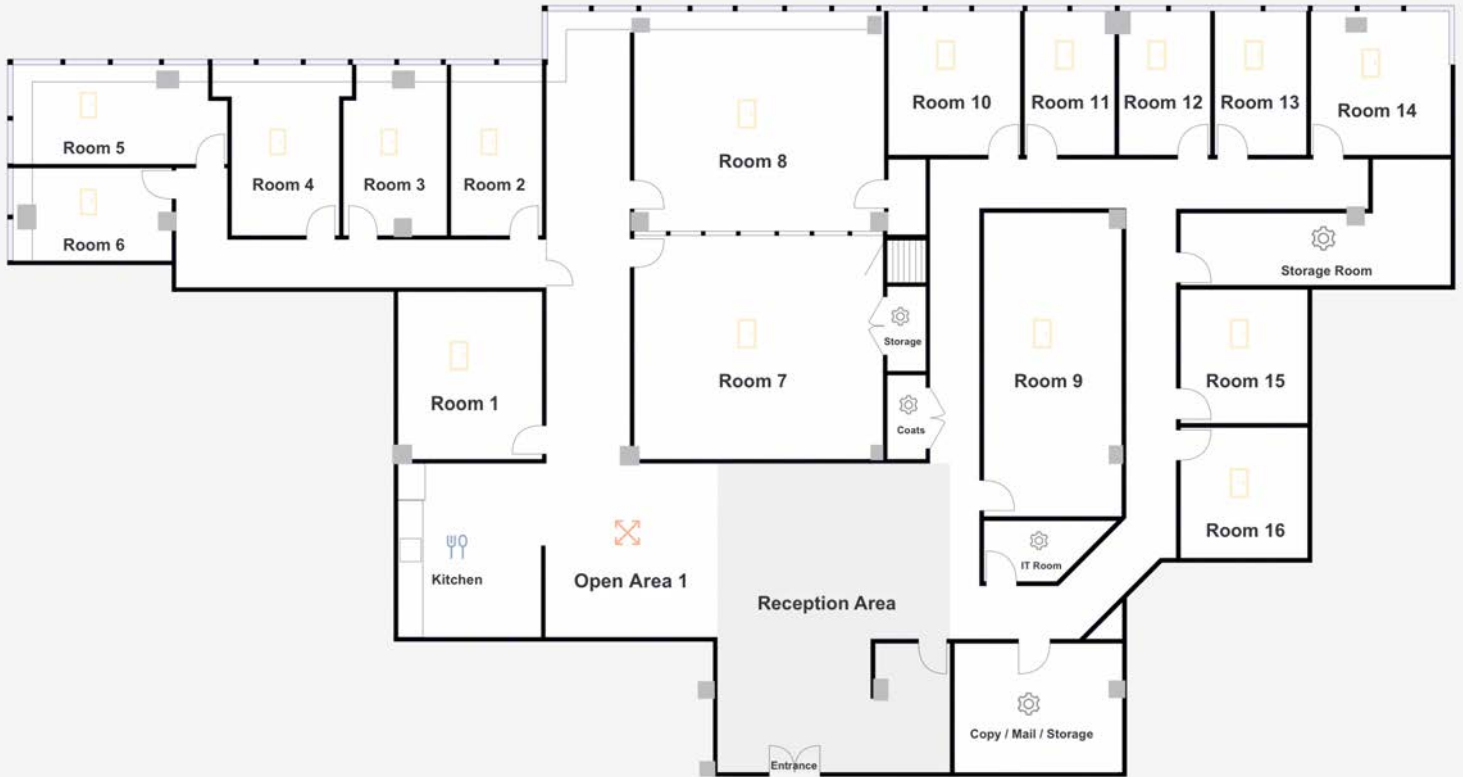 Room 10
Room 11
Room 12
Room 13
Room 14
Room 5
Room 8
Room 4
Room 3
Room 2
Room 6
Storage Room
Storage
Room 7
Room 9
Room 15
Room 1
Coats
Room 16
IT Room
Kitchen
Open Area 1
Reception Area
Copy / Mail / Storage
Entrance